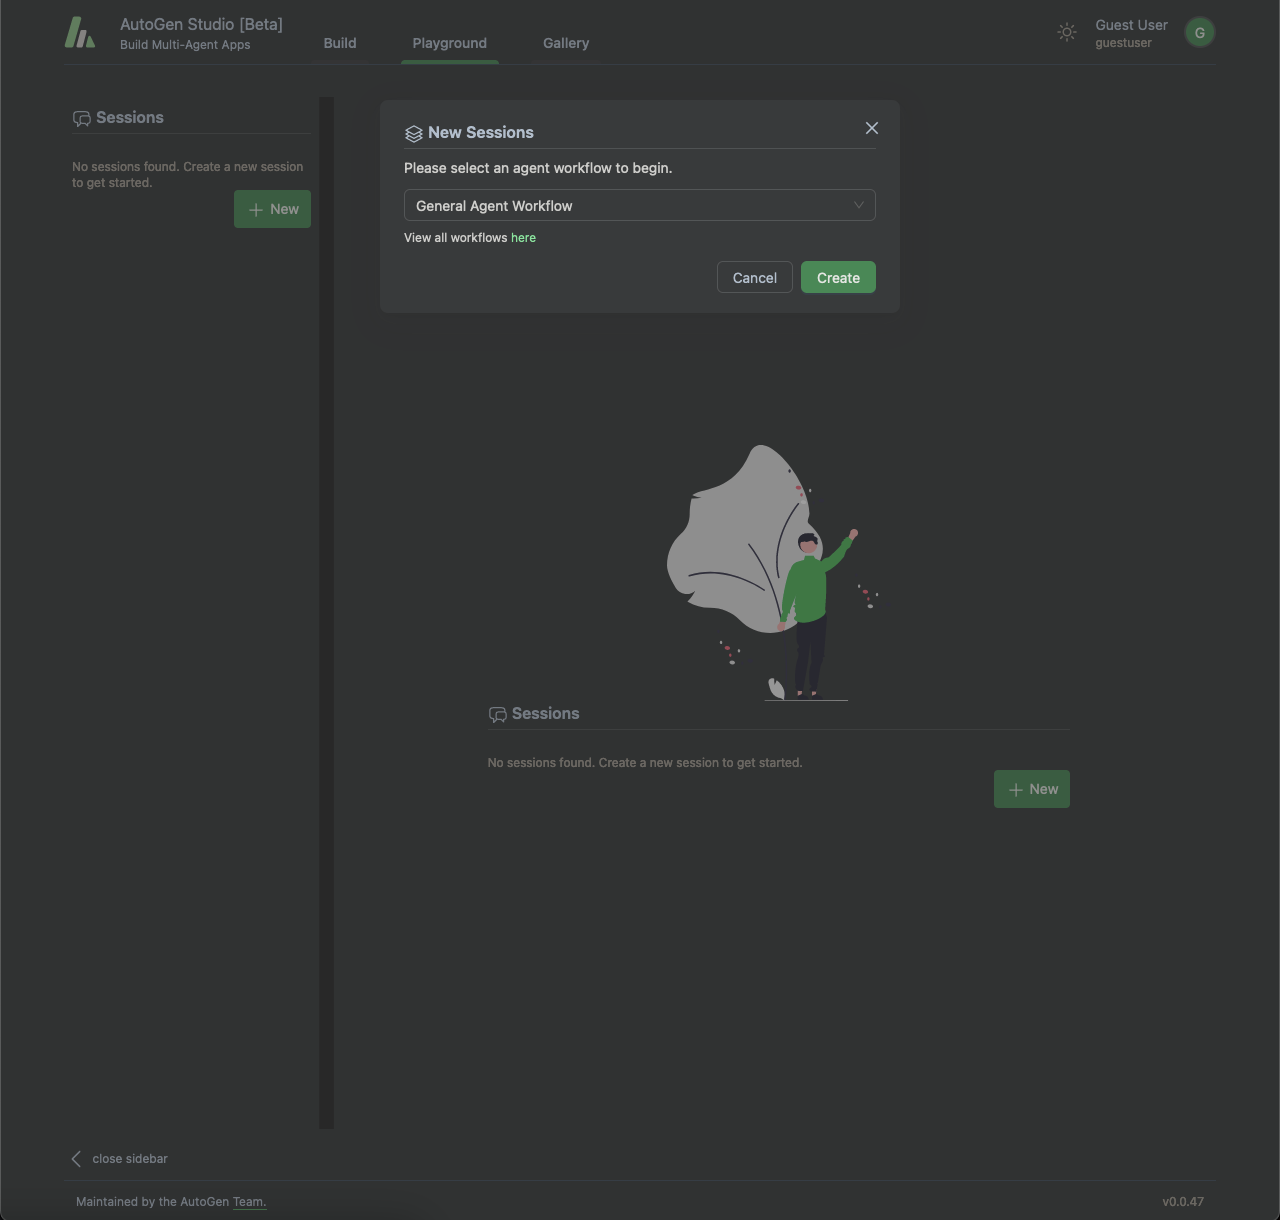 AutoGen Studio [Beta]
Build Multi-Agent Apps
Build
Playground
Gallery
Guest User
guestuser
G
Sessions
No sessions found. Create a new session
to get started.
New
New Sessions
Please select an agent workflow to begin.
General Agent Workflow
View all workflows here
Cancel
Create
Sessions
No sessions found. Create a new session to get started.
New
close sidebar
Maintained by the AutoGen Team.
v0.0.47